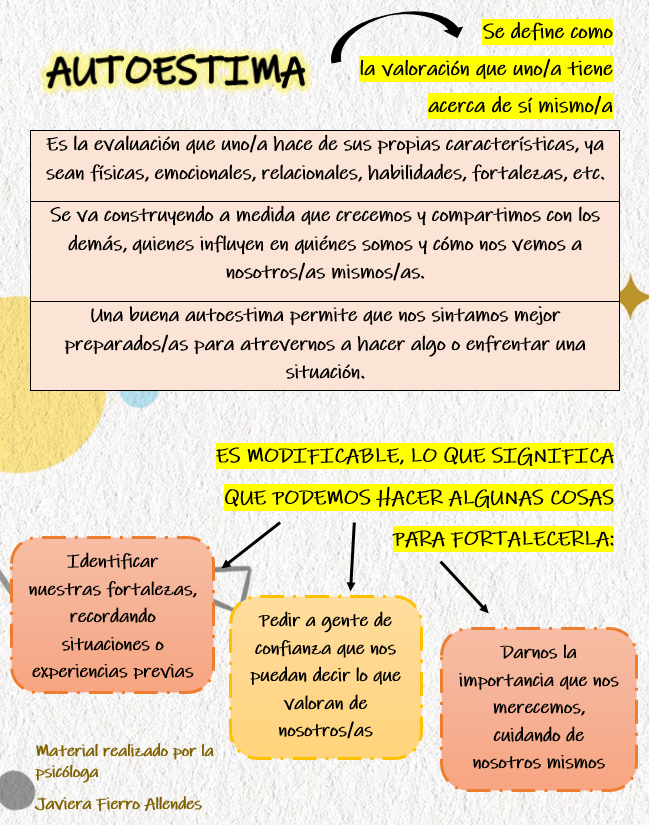 AUTOESTIMA
Se define como
la valoración que uno/a tiene
acerca de sí mismo/a
Es la evaluación que uno/a hace de sus propias características, ya
sean físicas, emocionales, relacionales, habilidades, fortalezas, etc.
Se va construyendo a medida que crecemos y compartimos con los
demás, quienes influyen en quiénes somos y cómo nos vemos a
nosotros/as mismos/as.
Una buena autoestima permite que nos sintamos mejor
preparados/as para atrevernos a hacer algo o enfrentar una
situación.
ES MODIFICABLE, LO QUE SIGNIFICA
QUE PODEMOS HACER ALGUNAS COSAS
PARA FORTALECERLA:
Identificar
nuestras fortalezas,
recordando
situaciones o
experiencias previas
Pedir a gente de
confianza que nos
puedan decir lo que
valoran de
nosotros/as
Darnos la
importancia que nos
merecemos,
cuidando de
nosotros mismos
Material realizado por la
psicóloga
Javiera Fierro Allendes